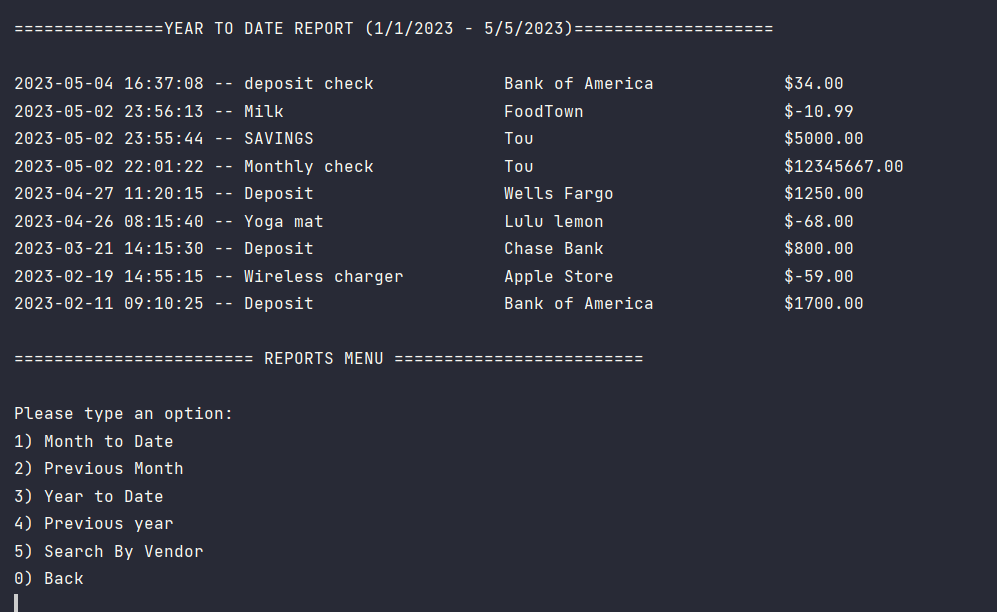 ===============YEAR TO DATE REPORT (1/1/2023 - 5/5/2023)====================
2023-05-04 16:37:08 -- deposit check             Bank of America             $34.00
2023-05-02 23:56:13 -- Milk                      FoodTown                    $-10.99
2023-05-02 23:55:44 -- SAVINGS                   Tou                         $5000.00
2023-05-02 22:01:22 -- Monthly check             Tou                         $12345667.00
2023-04-27 11:20:15 -- Deposit                   Wells Fargo                 $1250.00
2023-04-26 08:15:40 -- Yoga mat                  Lulu lemon                  $-68.00
2023-03-21 14:15:30 -- Deposit                   Chase Bank                  $800.00
2023-02-19 14:55:15 -- Wireless charger          Apple Store                 $-59.00
2023-02-11 09:10:25 -- Deposit                   Bank of America             $1700.00
======================== REPORTS MENU =========================
Please type an option:
1) Month to Date
2) Previous Month
3) Year to Date
4) Previous year
5) Search By Vendor
0) Back